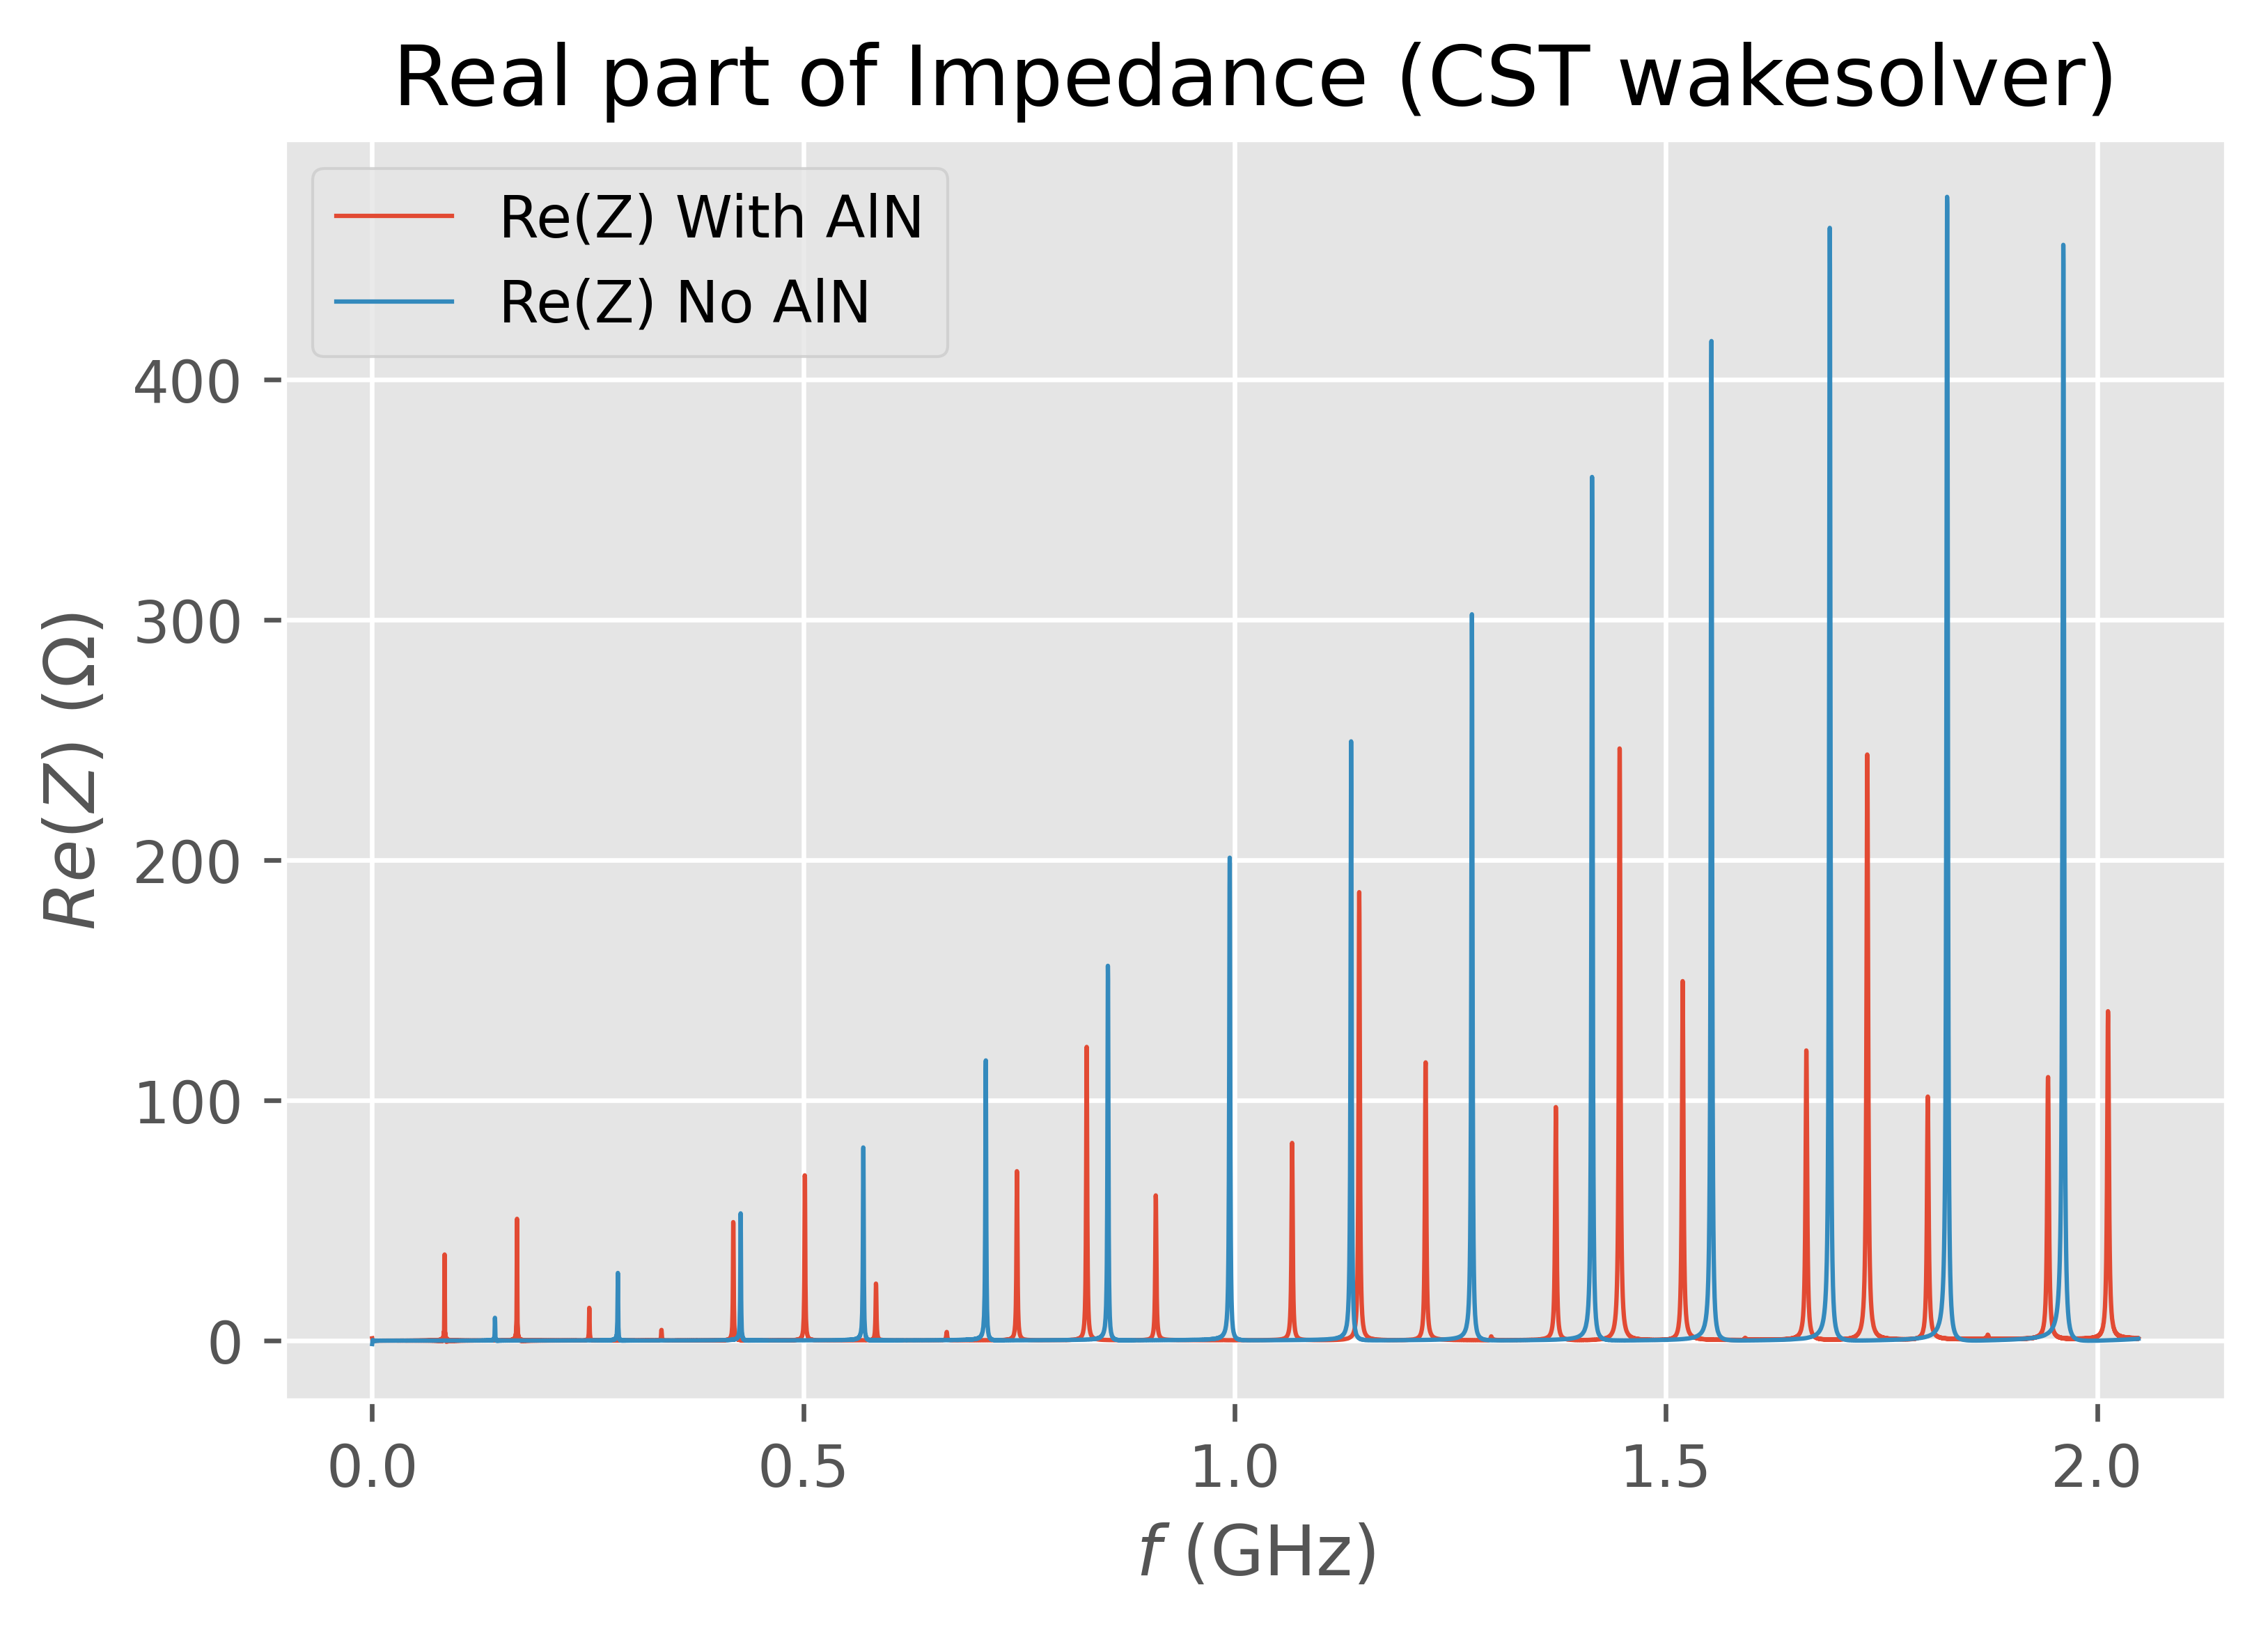 Real part of Impedance (CST wakesolver)
Re(Z) With AlN
Re(Z) No AlN
400
300
200
100
0
Re(Z) (Ω)
0.0 0.5 1.0 1.5 2.0
f (GHz)